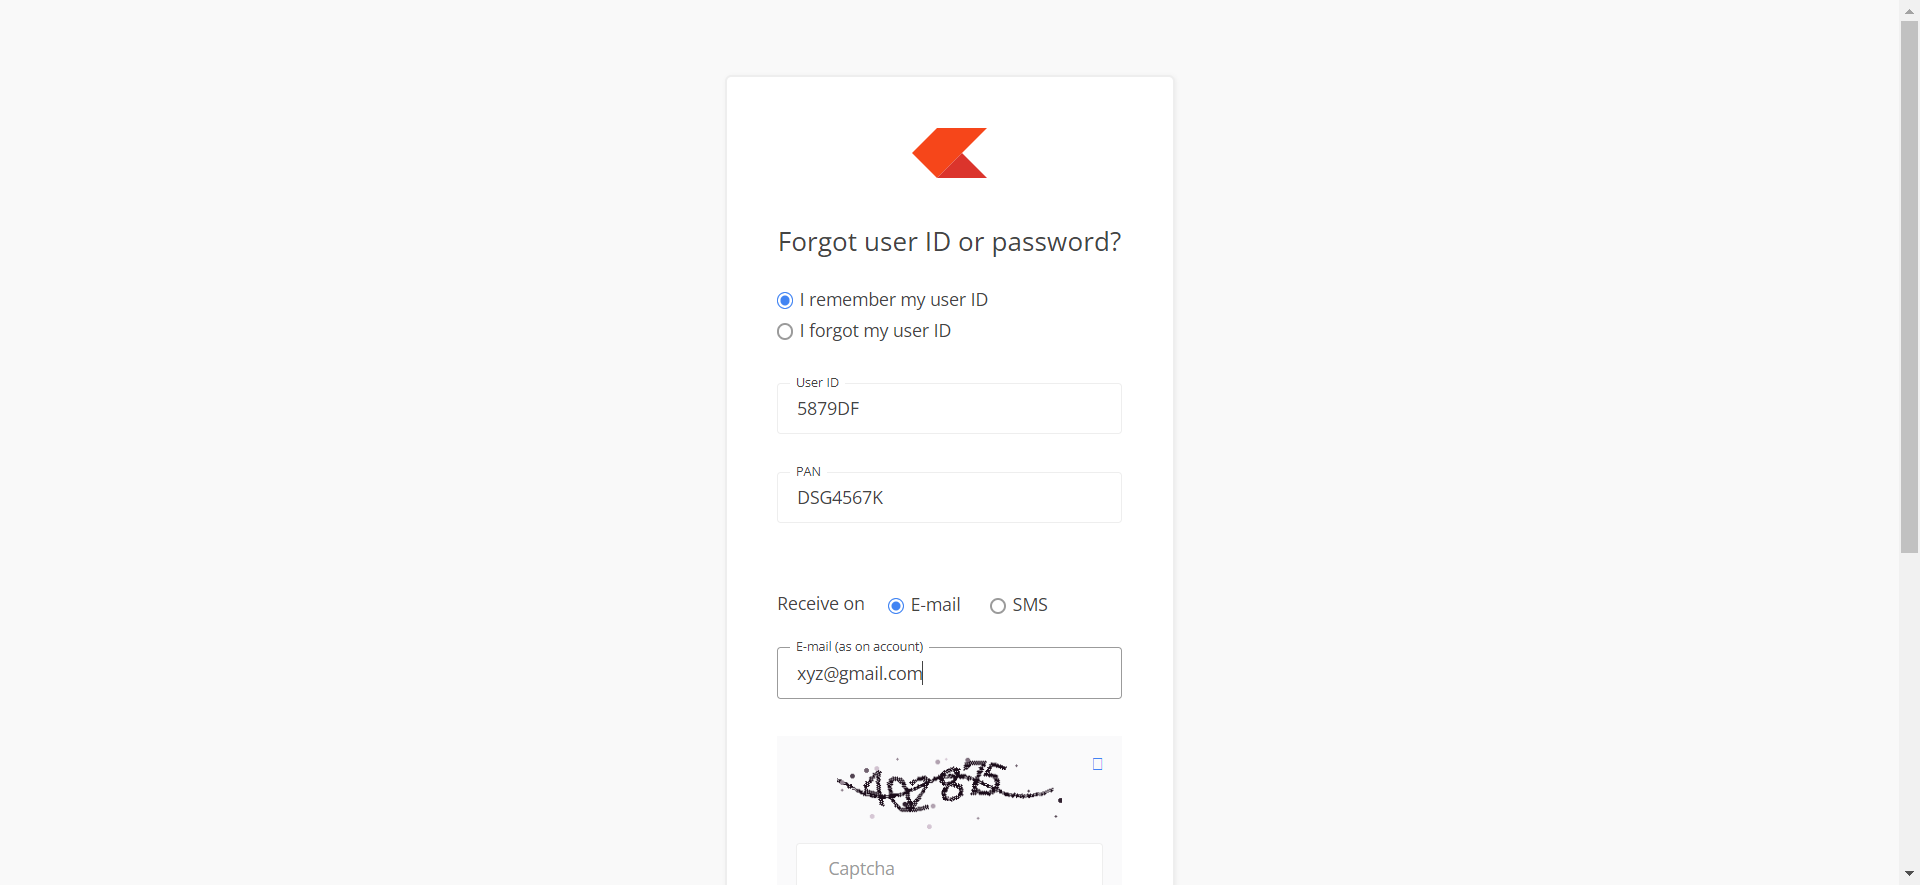 Forgot user ID or password?
I remember my user ID
I forgot my user ID
User ID
5879DF
PAN
DSG4567K
Receive on E-mail SMS
E-mail (as on account)
xyz@gmail.com
Captcha